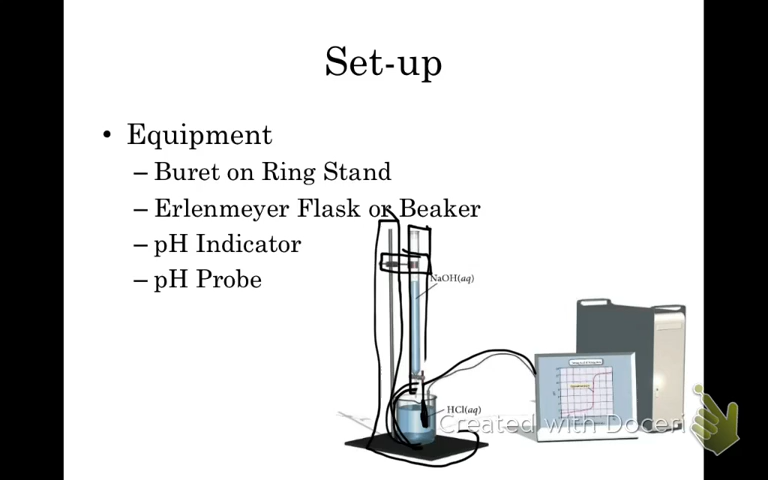 Set-up
• Equipment
– Buret on Ring Stand
– Erlenmeyer Flask or Beaker
– pH Indicator
– pH Probe
NaOH(aq)
HCl(aq)
Created with Doceri